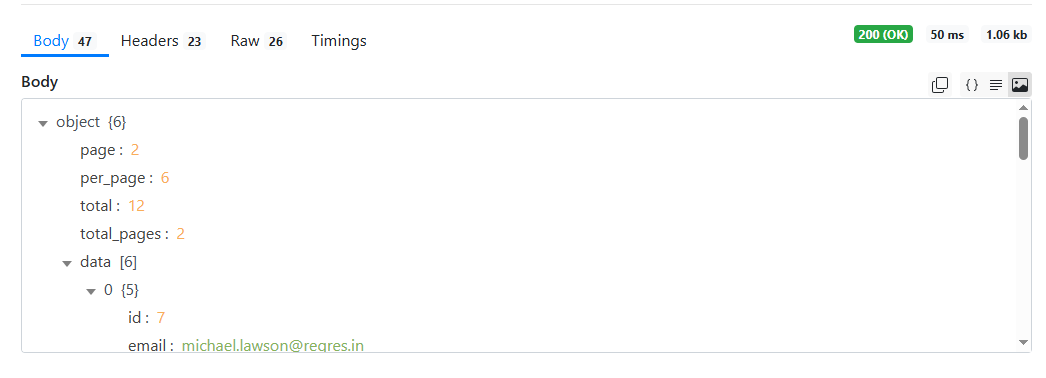 Body 47 Headers 23 Raw 26 Timings 200 (OK) 50 ms 1.06 kb
Body { }
object {6}
page : 2
per_page : 6
total : 12
total_pages : 2
data [6]
0 {5}
id : 7
email : michael.lawson@reqres.in